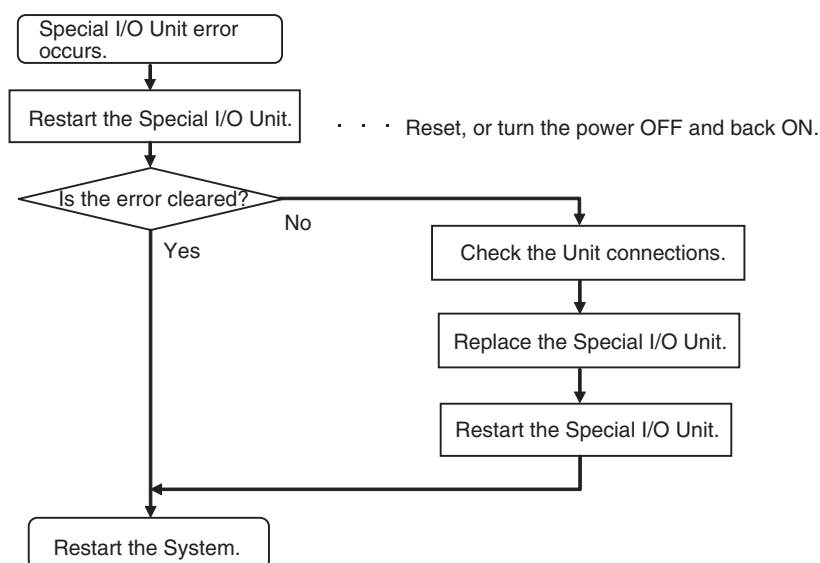 Special I/O Unit error
occurs.
Restart the Special I/O Unit.
· · · Reset, or turn the power OFF and back ON.
Is the error cleared?
No
Yes
Check the Unit connections.
Replace the Special I/O Unit.
Restart the Special I/O Unit.
Restart the System.